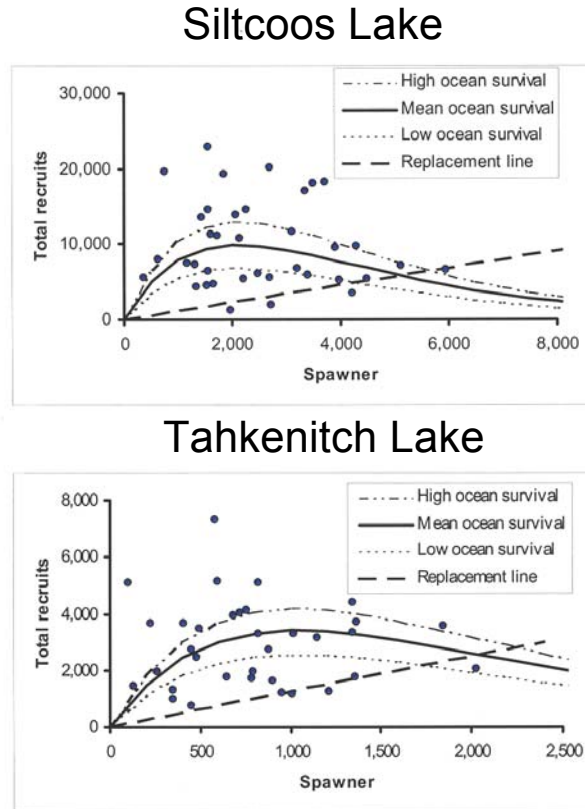 Siltcoos Lake
30,000
20,000
10,000
0
Total recruits
High ocean survival
Mean ocean survival
Low ocean survival
Replacement line
0
2,000
4,000
6,000
8,000
Spawner
Tahkenitch Lake
8,000
6,000
4,000
2,000
0
Total recruits
High ocean survival
Mean ocean survival
Low ocean survival
Replacement line
0
500
1,000
1,500
2,000
2,500
Spawner